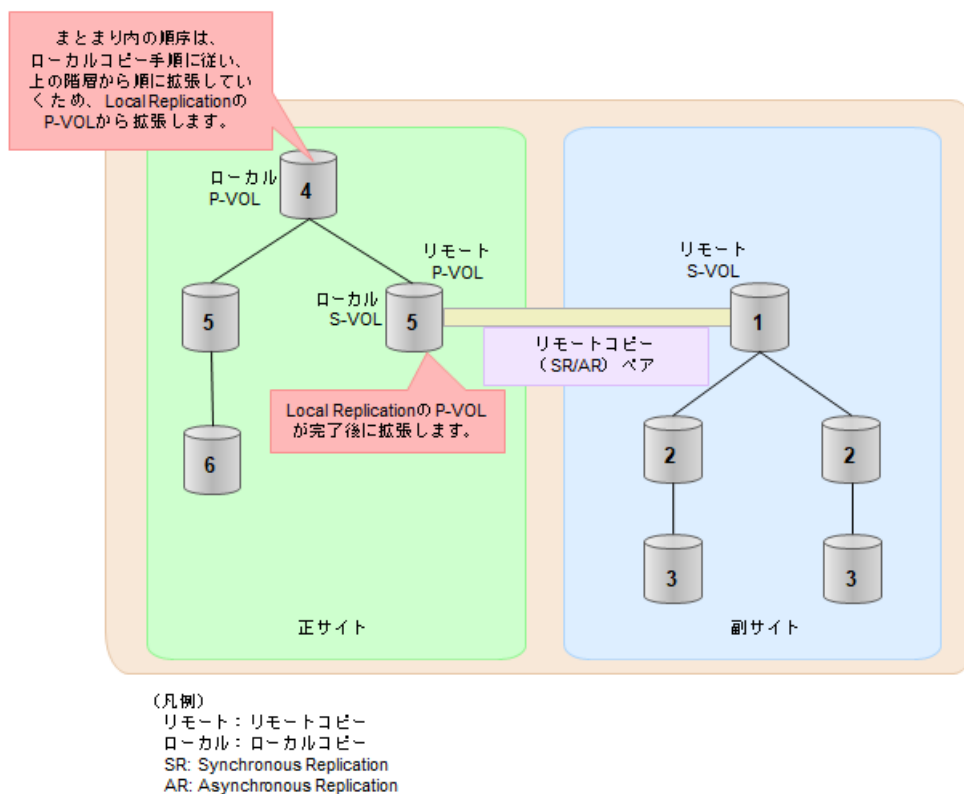 まとまり内の順序は、
ローカルコピー手順に従い、
上の階層から順に拡張してい
くため、Local Replicationの
P-VOLから拡張します。
ローカル
P-VOL
4
リモート
P-VOL
リモート
S-VOL
5
ローカル
S-VOL
5
1
リモートコピー
（SR/AR）ペア
Local ReplicationのP-VOL
が完了後に拡張します。
6
2
2
3
3
正サイト
副サイト
（凡例）
リモート：リモートコピー
ローカル：ローカルコピー
SR: Synchronous Replication
AR: Asynchronous Replication